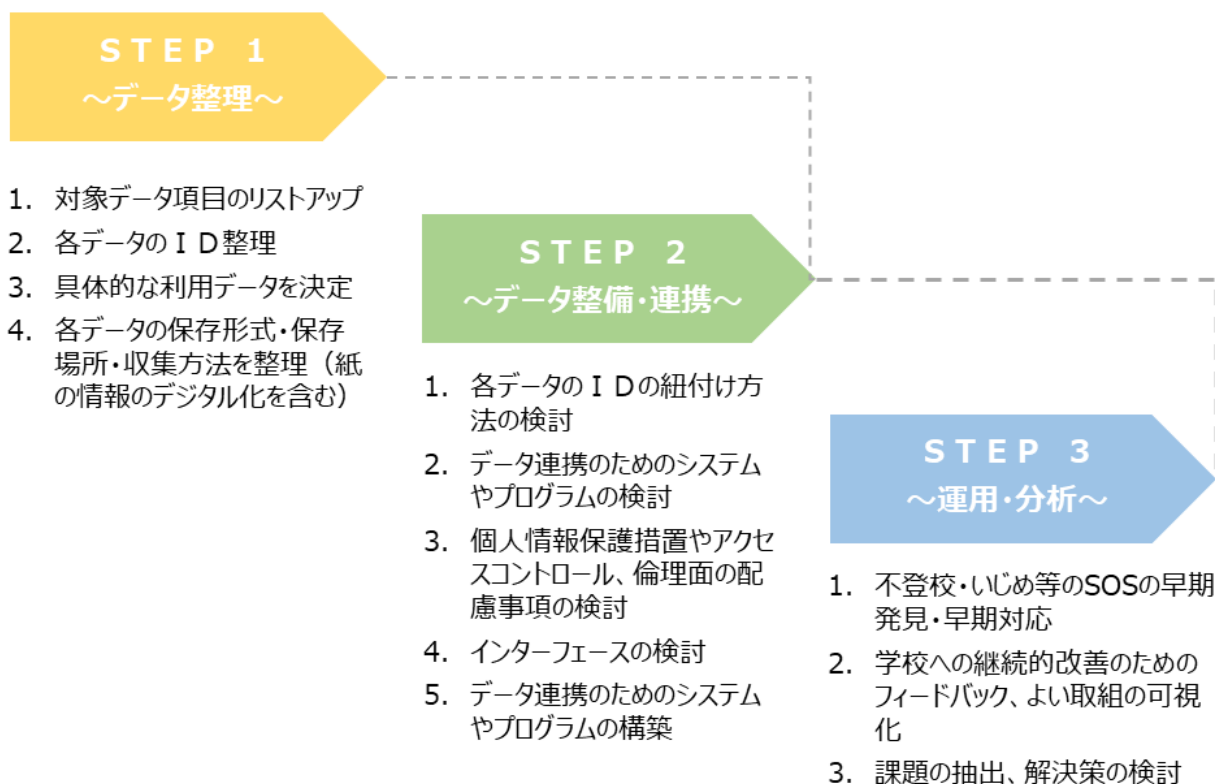 STEP 1
～データ整理～
1. 対象データ項目のリストアップ
2. 各データのＩＤ整理
3. 具体的な利用データを決定
4. 各データの保存形式・保存
場所・収集方法を整理（紙
の情報のデジタル化を含む）
STEP 2
～データ整備・連携～
1. 各データのＩＤの紐付け方
法の検討
2. データ連携のためのシステム
やプログラムの検討
3. 個人情報保護措置やアクセ
スコントロール、倫理面の配
慮事項の検討
4. インターフェースの検討
5. データ連携のためのシステム
やプログラムの構築
STEP 3
～運用・分析～
1. 不登校・いじめ等のSOSの早期
発見・早期対応
2. 学校への継続的改善のための
フィードバック、よい取組の可視
化
3. 課題の抽出、解決策の検討